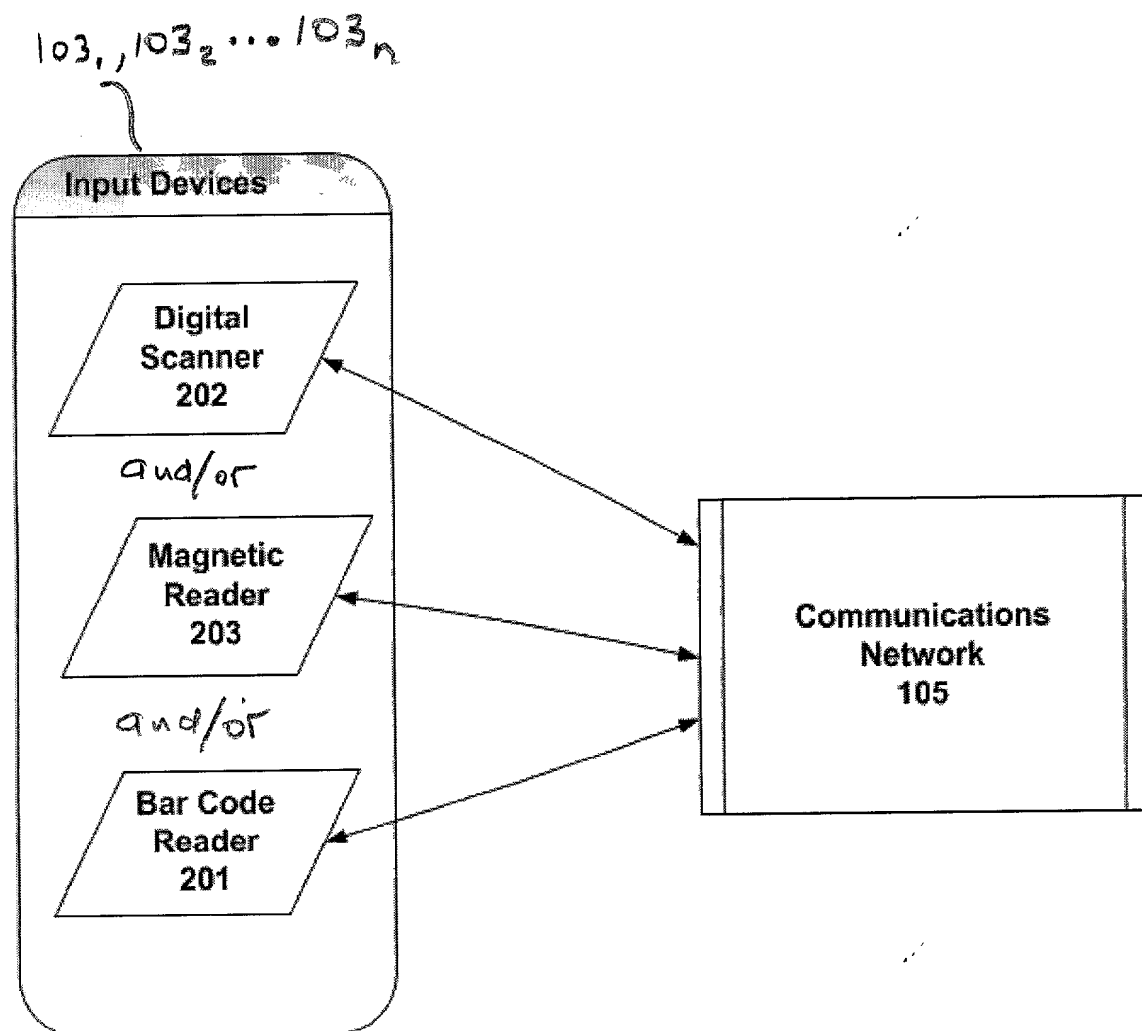 103₁, 103₂ ... 103ₙ
Input Devices
Digital
Scanner
202
and/or
Magnetic
Reader
203
and/or
Bar Code
Reader
201
Communications
Network
105